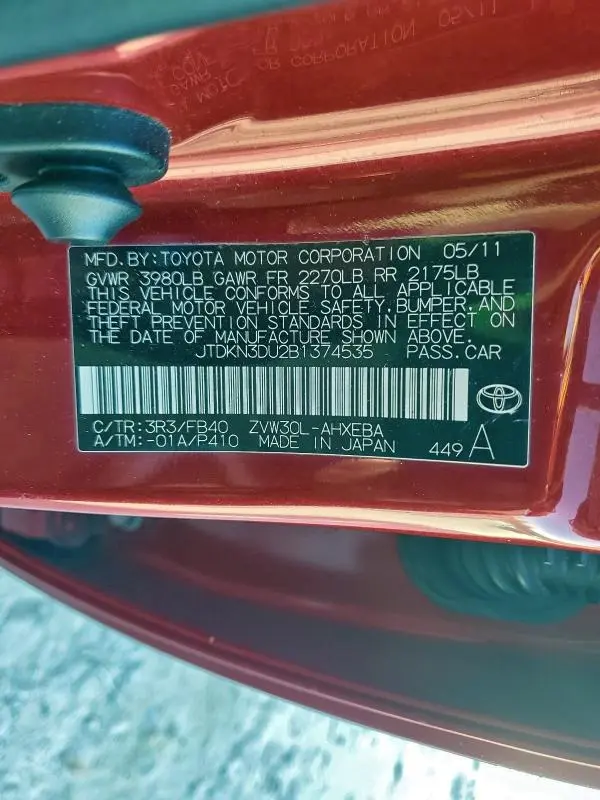 MFD. BY: TOYOTA MOTOR CORPORATION 05/11
GVWR 3980LB GAWR FR 2270LB RR 2175LB
THIS VEHICLE CONFORMS TO ALL APPLICABLE
FEDERAL MOTOR VEHICLE SAFETY, BUMPER, AND
THEFT PREVENTION STANDARDS IN EFFECT ON
THE DATE OF MANUFACTURE SHOWN ABOVE.
JTDKN3DU2B1374535 PASS. CAR
C/TR: 3R3/FB40 ZVW30L-AHXEBA
A/TM: -01A/P410 MADE IN JAPAN 449 A